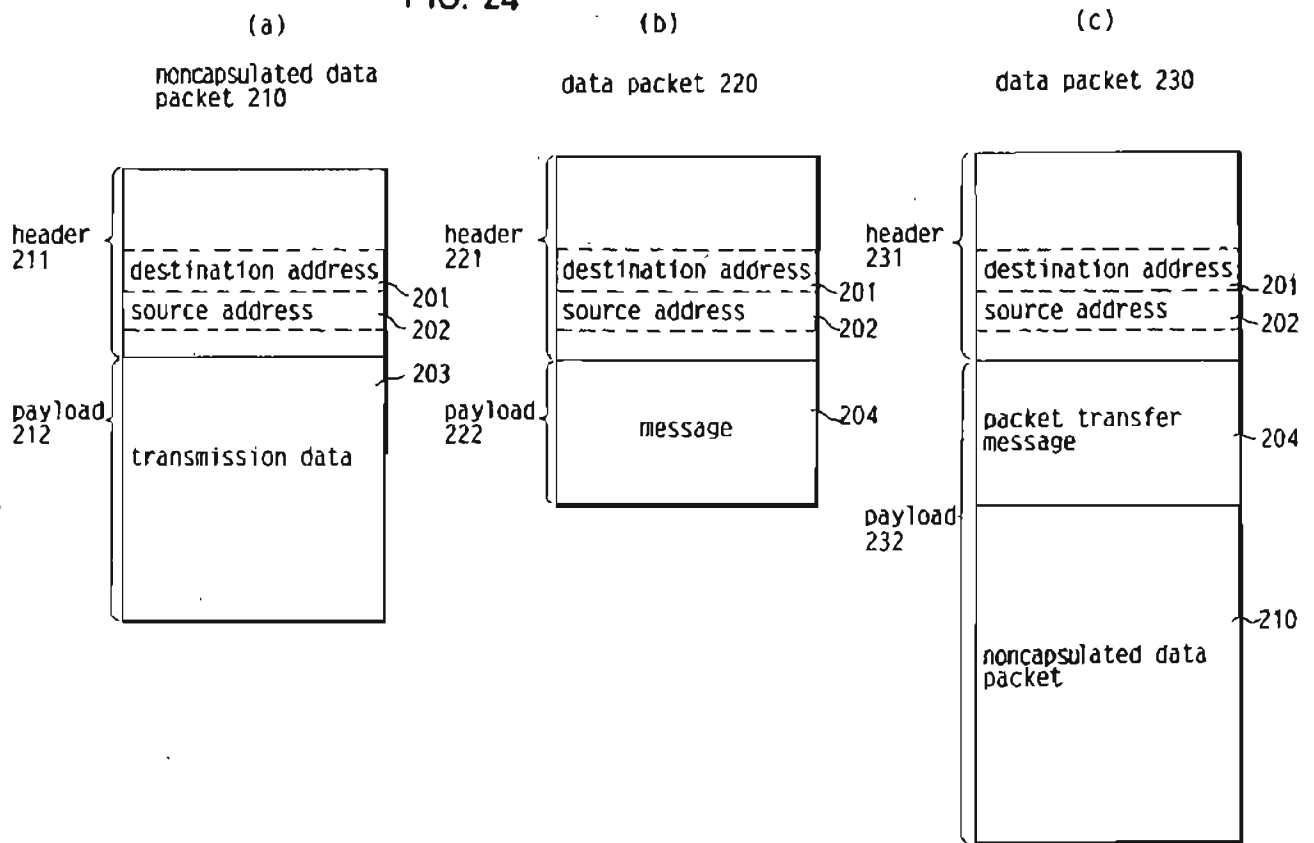 FIG. 24
(a)
noncapsulated data
packet 210
header
211
destination address
201
source address
202
203
payload
212
transmission data
(b)
data packet 220
header
221
destination address
201
source address
202
payload
222
message
204
(c)
data packet 230
header
231
destination address
201
source address
202
packet transfer
message
204
payload
232
210
noncapsulated data
packet